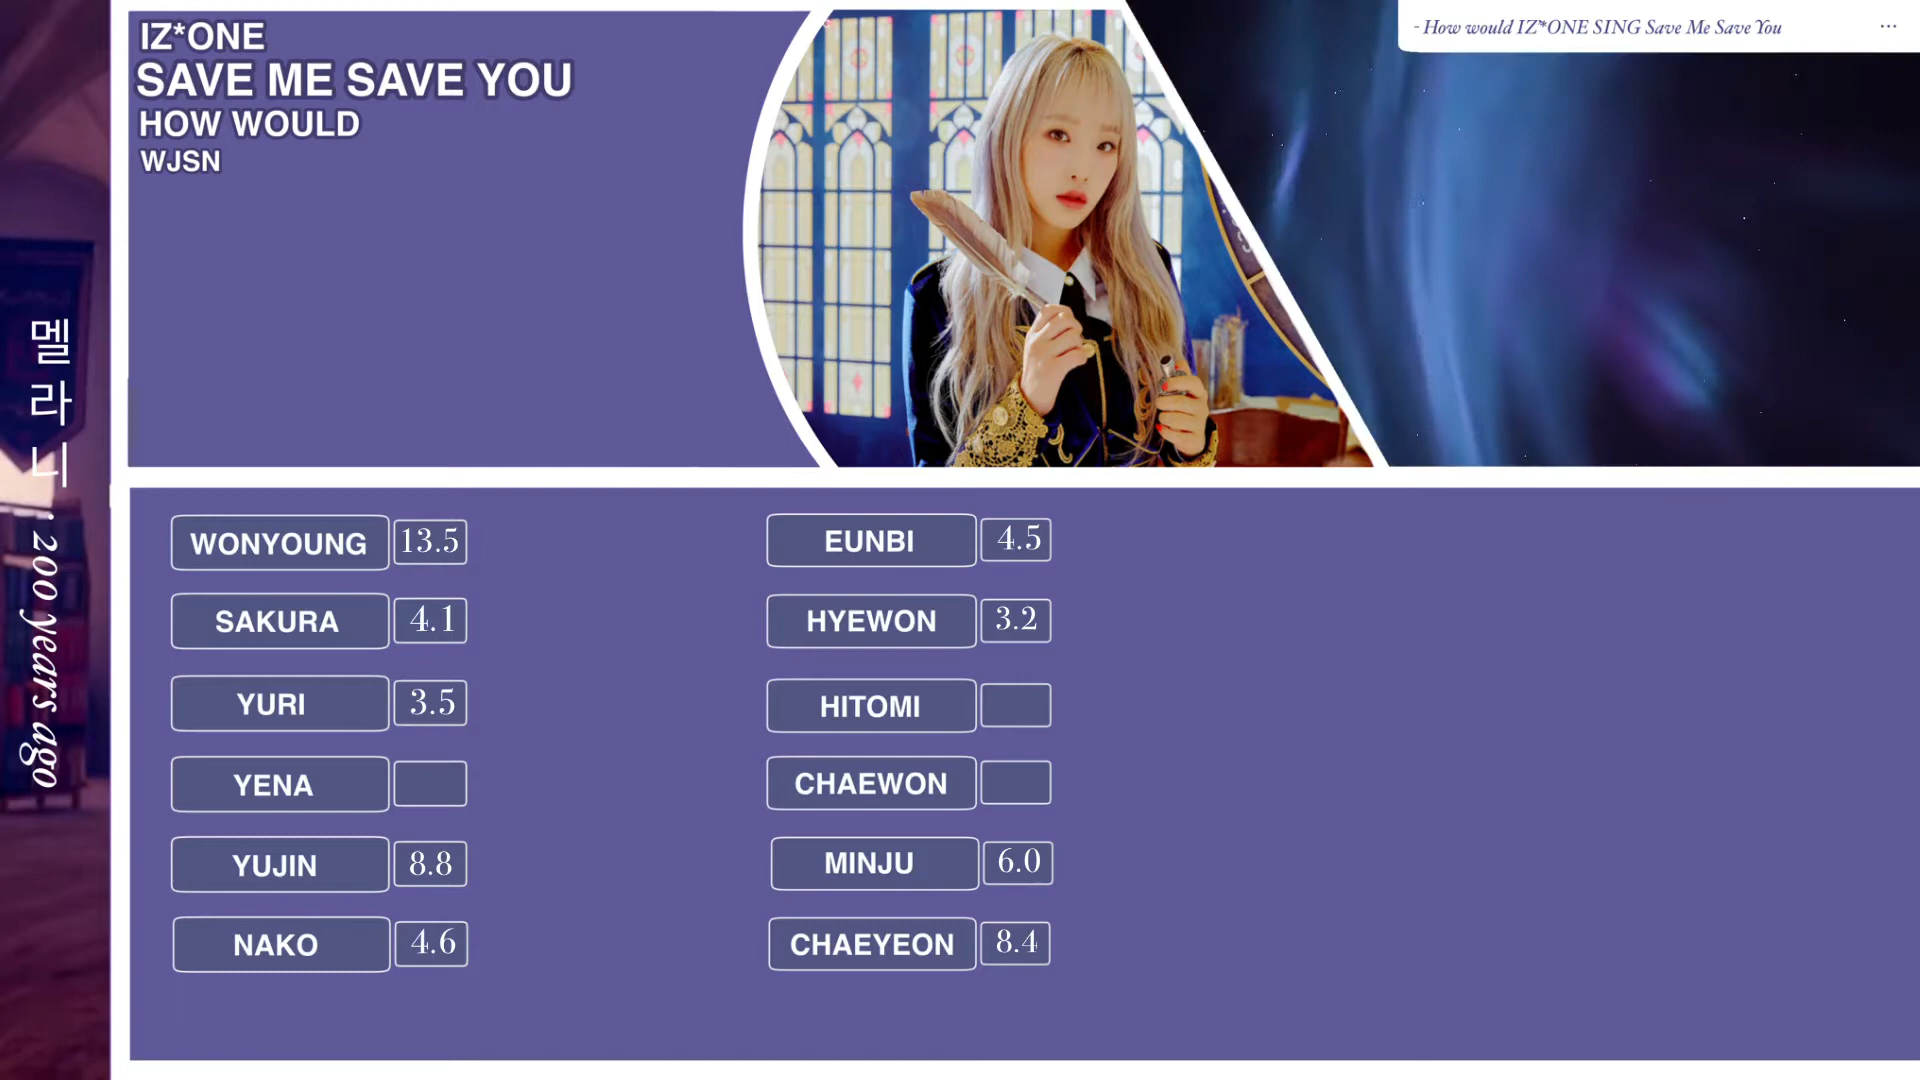 IZ*ONE
SAVE ME SAVE YOU
HOW WOULD
WJSN
- How would IZ*ONE SING Save Me Save You
...
멜라니 ' 200 years ago
WONYOUNG 13.5
SAKURA 4.1
YURI 3.5
YENA
YUJIN 8.8
NAKO 4.6
EUNBI 4.5
HYEWON 3.2
HITOMI
CHAEWON
MINJU 6.0
CHAEYEON 8.4